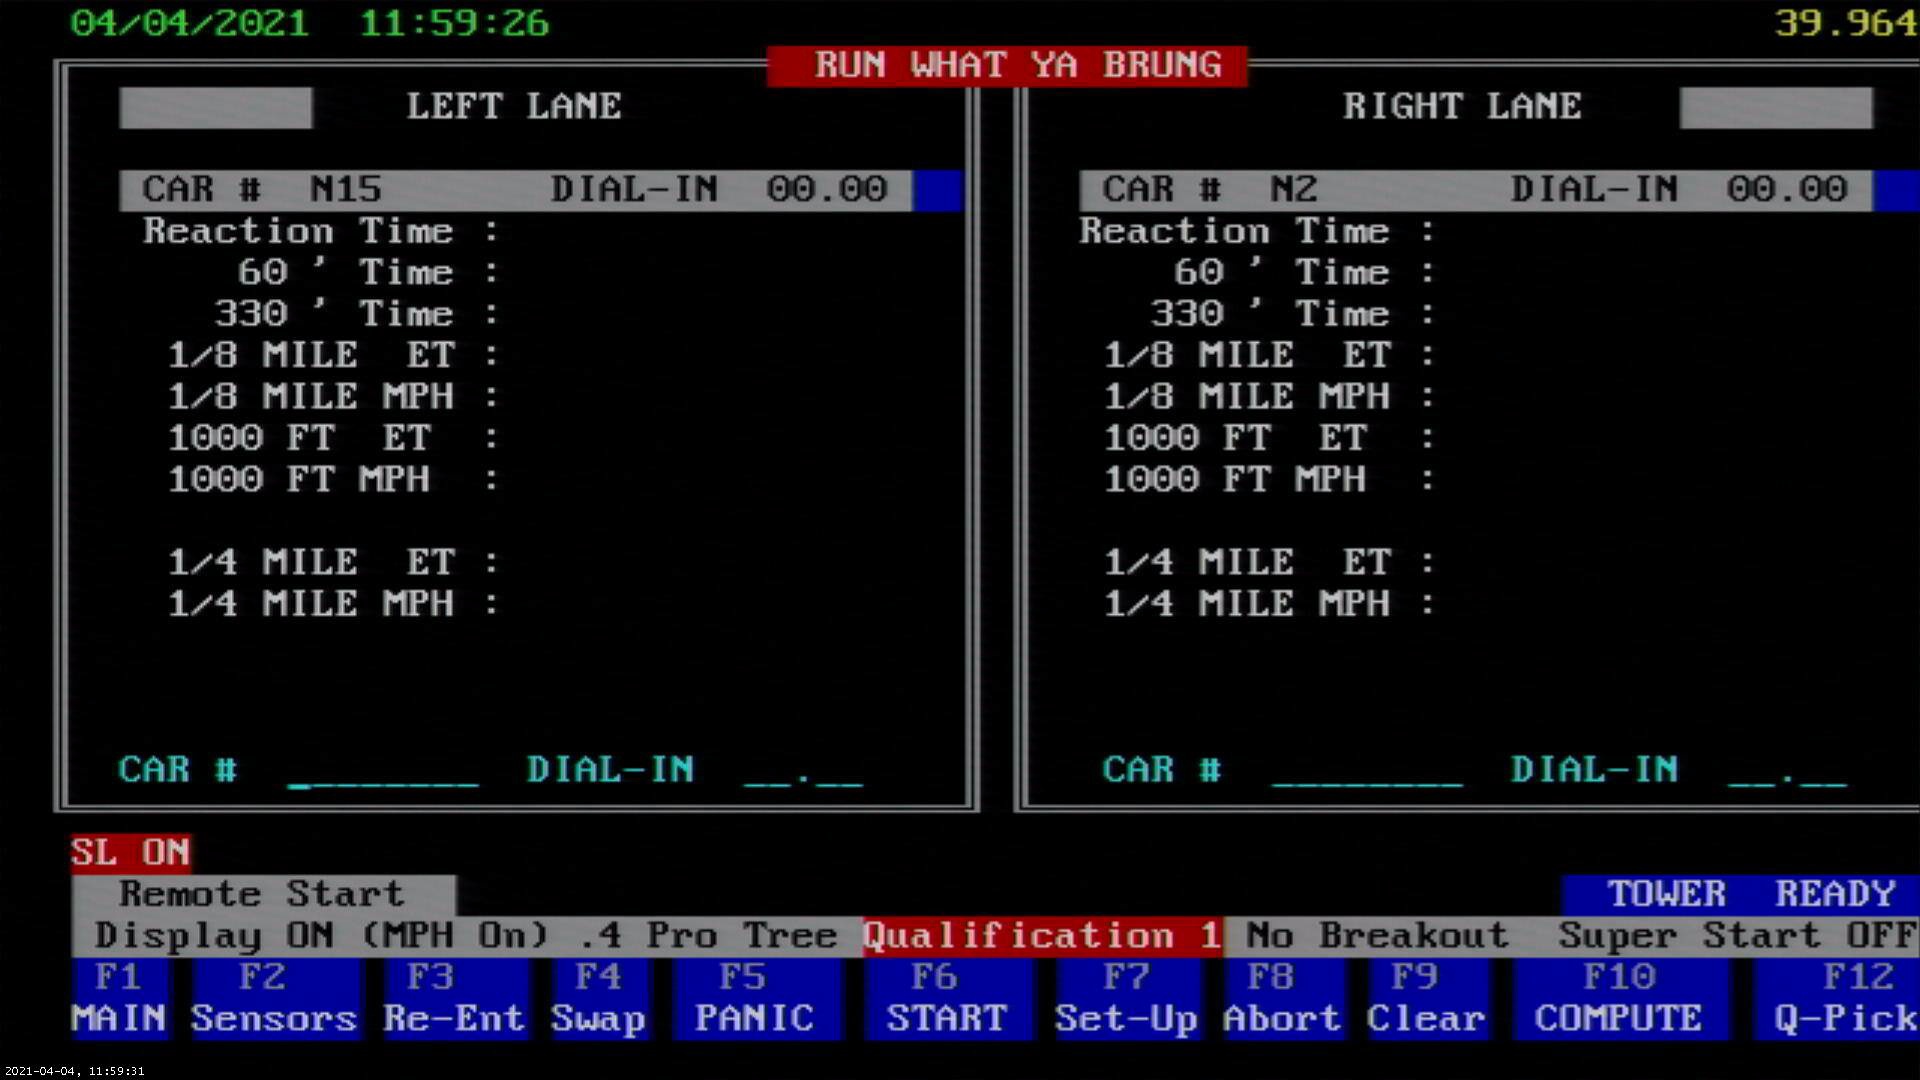 04/04/2021 11:59:26 39.964
RUN WHAT YA BRUNG
LEFT LANE RIGHT LANE
CAR # N15 DIAL-IN 00.00 CAR # N2 DIAL-IN 00.00
Reaction Time : Reaction Time :
60 ' Time : 60 ' Time :
330 ' Time : 330 ' Time :
1/8 MILE ET : 1/8 MILE ET :
1/8 MILE MPH : 1/8 MILE MPH :
1000 FT ET : 1000 FT ET :
1000 FT MPH : 1000 FT MPH :
1/4 MILE ET : 1/4 MILE ET :
1/4 MILE MPH : 1/4 MILE MPH :
CAR # ________ DIAL-IN __.__ CAR # ________ DIAL-IN __.__
SL ON
Remote Start TOWER READY
Display ON (MPH On) .4 Pro Tree Qualification 1 No Breakout Super Start OFF
F1 F2 F3 F4 F5 F6 F7 F8 F9 F10 F12
MAIN Sensors Re-Ent Swap PANIC START Set-Up Abort Clear COMPUTE Q-Pick
2021-04-04, 11:59:31